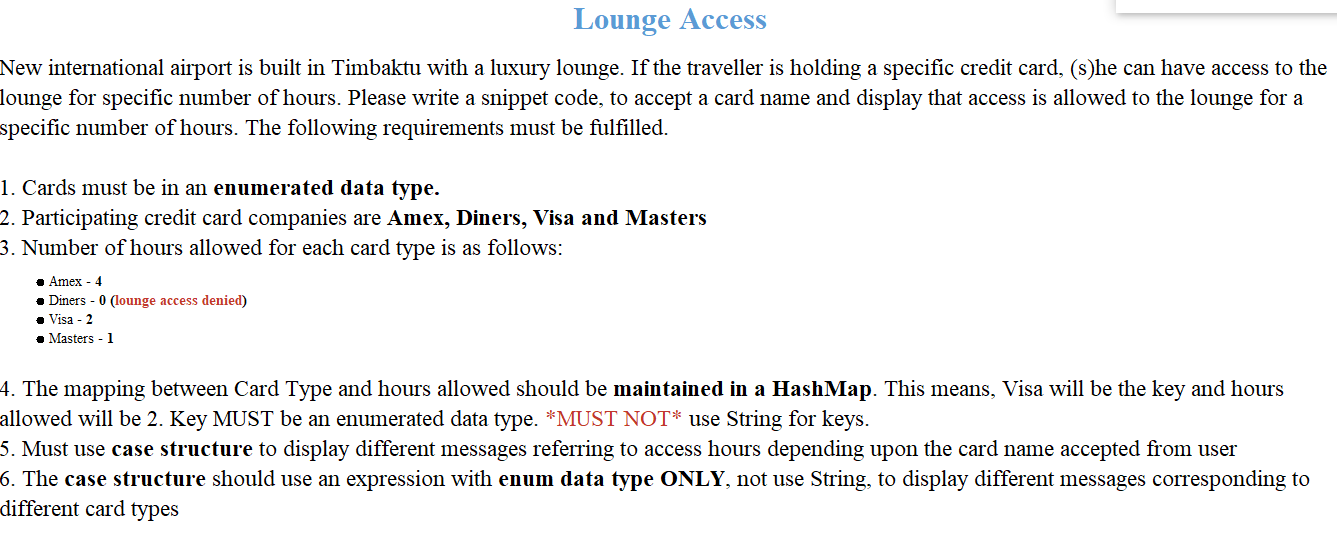 Lounge Access
New international airport is built in Timbaktu with a luxury lounge. If the traveller is holding a specific credit card, (s)he can have access to the
lounge for specific number of hours. Please write a snippet code, to accept a card name and display that access is allowed to the lounge for a
specific number of hours. The following requirements must be fulfilled.
1. Cards must be in an enumerated data type.
2. Participating credit card companies are Amex, Diners, Visa and Masters
3. Number of hours allowed for each card type is as follows:
● Amex - 4
● Diners - 0 (lounge access denied)
● Visa - 2
● Masters - 1
4. The mapping between Card Type and hours allowed should be maintained in a HashMap. This means, Visa will be the key and hours
allowed will be 2. Key MUST be an enumerated data type. *MUST NOT* use String for keys.
5. Must use case structure to display different messages referring to access hours depending upon the card name accepted from user
6. The case structure should use an expression with enum data type ONLY, not use String, to display different messages corresponding to
different card types